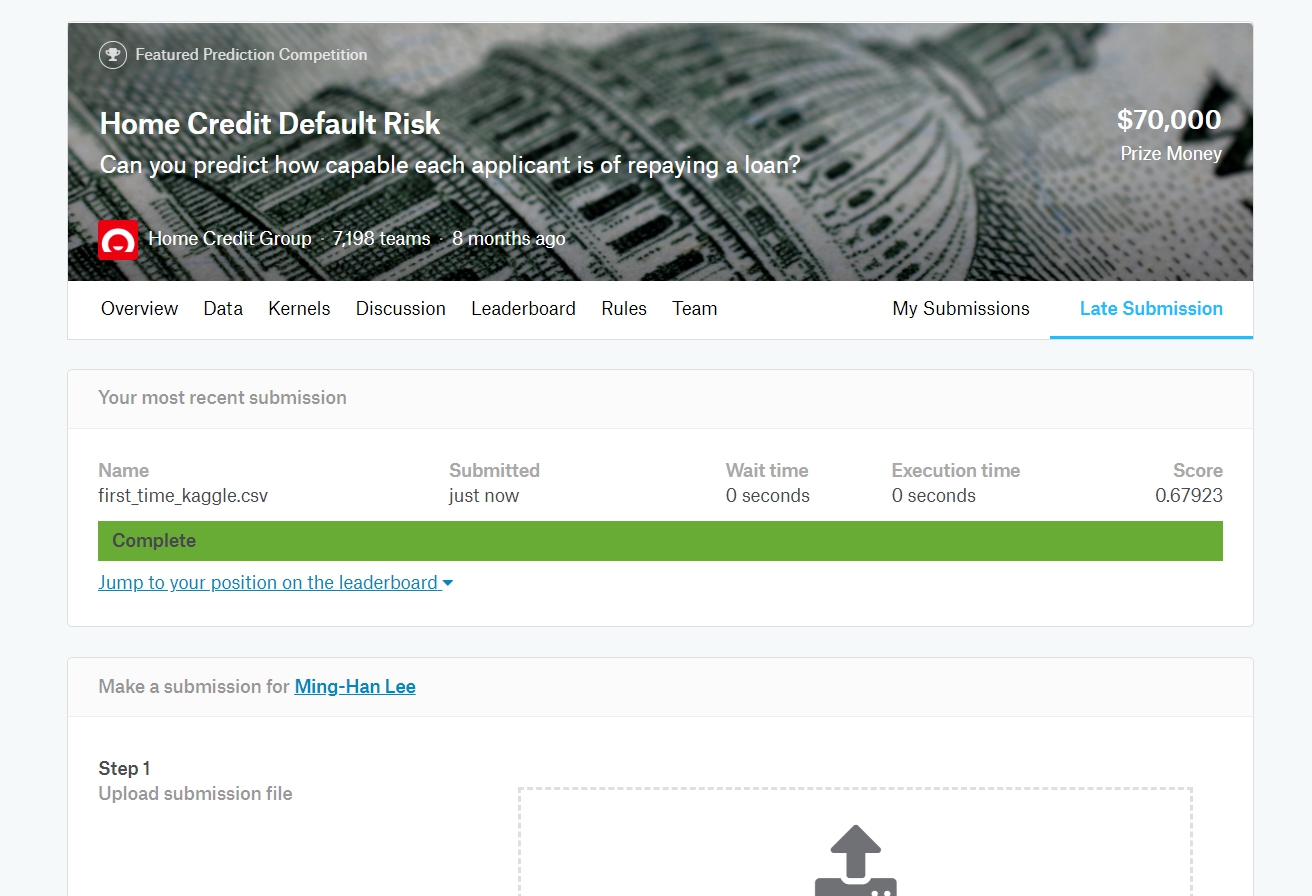 Featured Prediction Competition
Home Credit Default Risk
$70,000
Can you predict how capable each applicant is of repaying a loan?
Prize Money
Home Credit Group · 7,198 teams · 8 months ago
Overview Data Kernels Discussion Leaderboard Rules Team My Submissions Late Submission
Your most recent submission
Name Submitted Wait time Execution time Score
first_time_kaggle.csv just now 0 seconds 0 seconds 0.67923
Complete
Jump to your position on the leaderboard
Make a submission for Ming-Han Lee
Step 1
Upload submission file